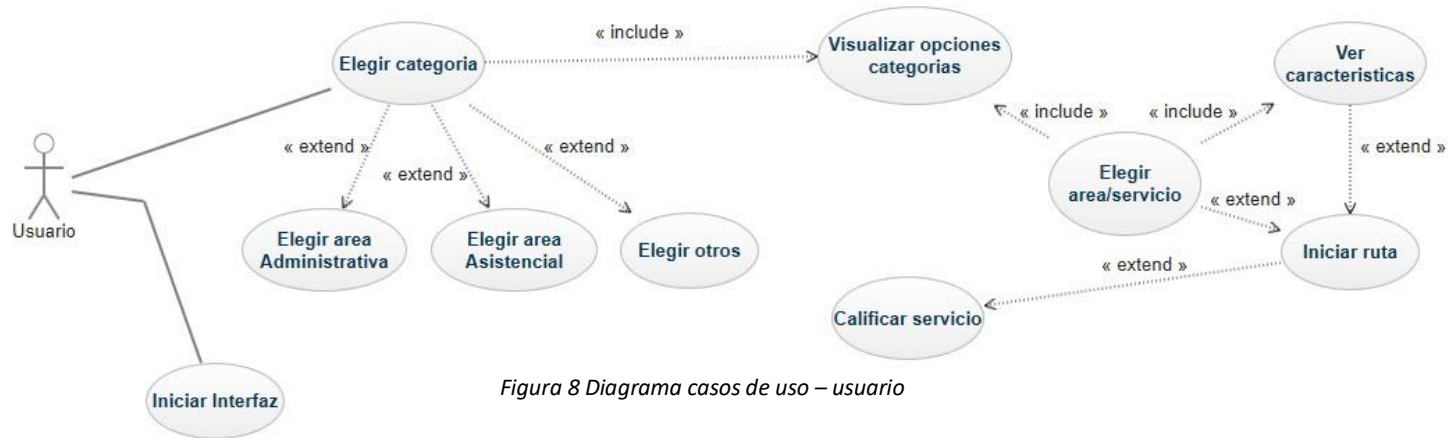 « include »
Elegir categoria
Visualizar opciones
categorias
Ver
caracteristicas
« include »
« include »
« extend »
« extend »
« extend »
« extend »
Elegir
area/servicio
« extend »
Usuario
Elegir area
Administrativa
Elegir area
Asistencial
Elegir otros
Iniciar ruta
« extend »
Calificar servicio
Iniciar Interfaz
Figura 8 Diagrama casos de uso – usuario